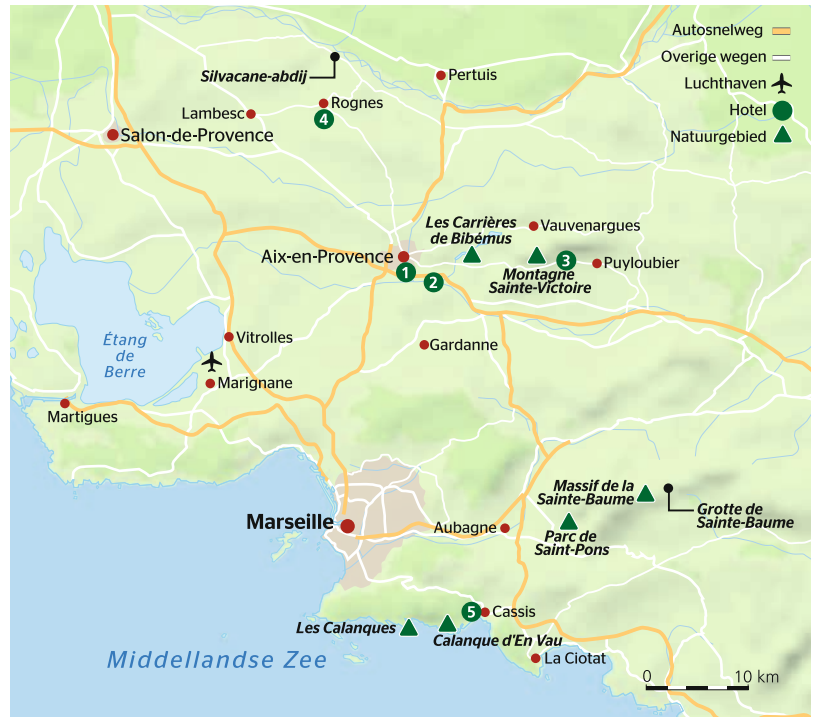 Autosnelweg
Overige wegen
Luchthaven
Hotel
Natuurgebied
Silvacane-abdij
Pertuis
Lambesc
Rognes
4
Salon-de-Provence
Les Carrières
de Bibémus
Vauvenargues
Aix-en-Provence
1
2
3
Puyloubier
Montagne
Sainte-Victoire
Étang
de
Berre
Vitrolles
Gardanne
Marignane
Martigues
Massif de la
Sainte-Baume
Grotte de
Sainte-Baume
Marseille
Aubagne
Parc de
Saint-Pons
5
Cassis
Les Calanques
Calanque d'En Vau
Middellandse Zee
La Ciotat
0
10 km